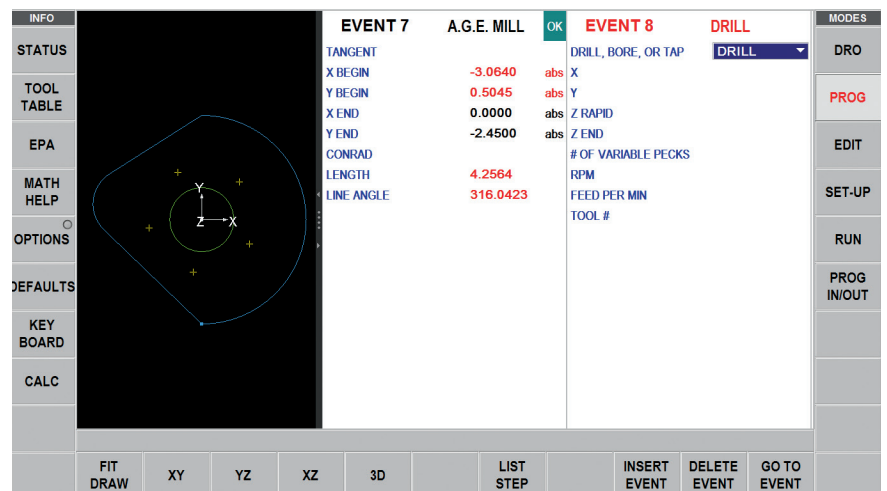 INFO
STATUS
TOOL
TABLE
EPA
MATH
HELP
OPTIONS
DEFAULTS
KEY
BOARD
CALC
Y
Z
X
EVENT 7 A.G.E. MILL OK
TANGENT
X BEGIN -3.0640 abs
Y BEGIN 0.5045 abs
X END 0.0000 abs
Y END -2.4500 abs
CONRAD
LENGTH 4.2564
LINE ANGLE 316.0423
EVENT 8 DRILL
DRILL, BORE, OR TAP DRILL
X
Y
Z RAPID
Z END
# OF VARIABLE PECKS
RPM
FEED PER MIN
TOOL #
MODES
DRO
PROG
EDIT
SET-UP
RUN
PROG
IN/OUT
FIT
DRAW
XY
YZ
XZ
3D
LIST
STEP
INSERT
EVENT
DELETE
EVENT
GO TO
EVENT